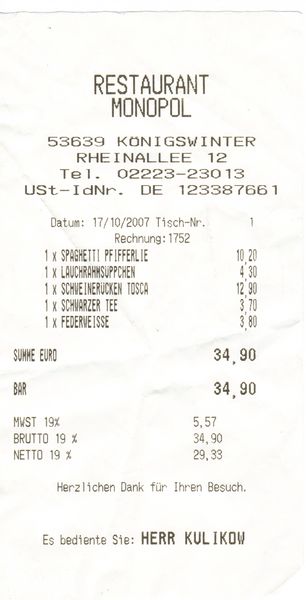 RESTAURANT
MONOPOL
53639 KÖNIGSWINTER
RHEINALLEE 12
Tel. 02223-23013
USt-IdNr. DE 123387661
Datum: 17/10/2007 Tisch-Nr. 1
Rechnung:1752
1 x SPAGHETTI PFIFFERLIE 10,20
1 x LAUCHRAHMSÜPPCHEN 4,30
1 x SCHWEINERÜCKEN TOSCA 12,90
1 x SCHWARZER TEE 3,70
1 x FEDERWEISSE 3,80
SUMME EURO 34,90
BAR 34,90
MWST 19% 5,57
BRUTTO 19 % 34,90
NETTO 19 % 29,33
Herzlichen Dank für Ihren Besuch.
Es bediente Sie: HERR KULIKOW